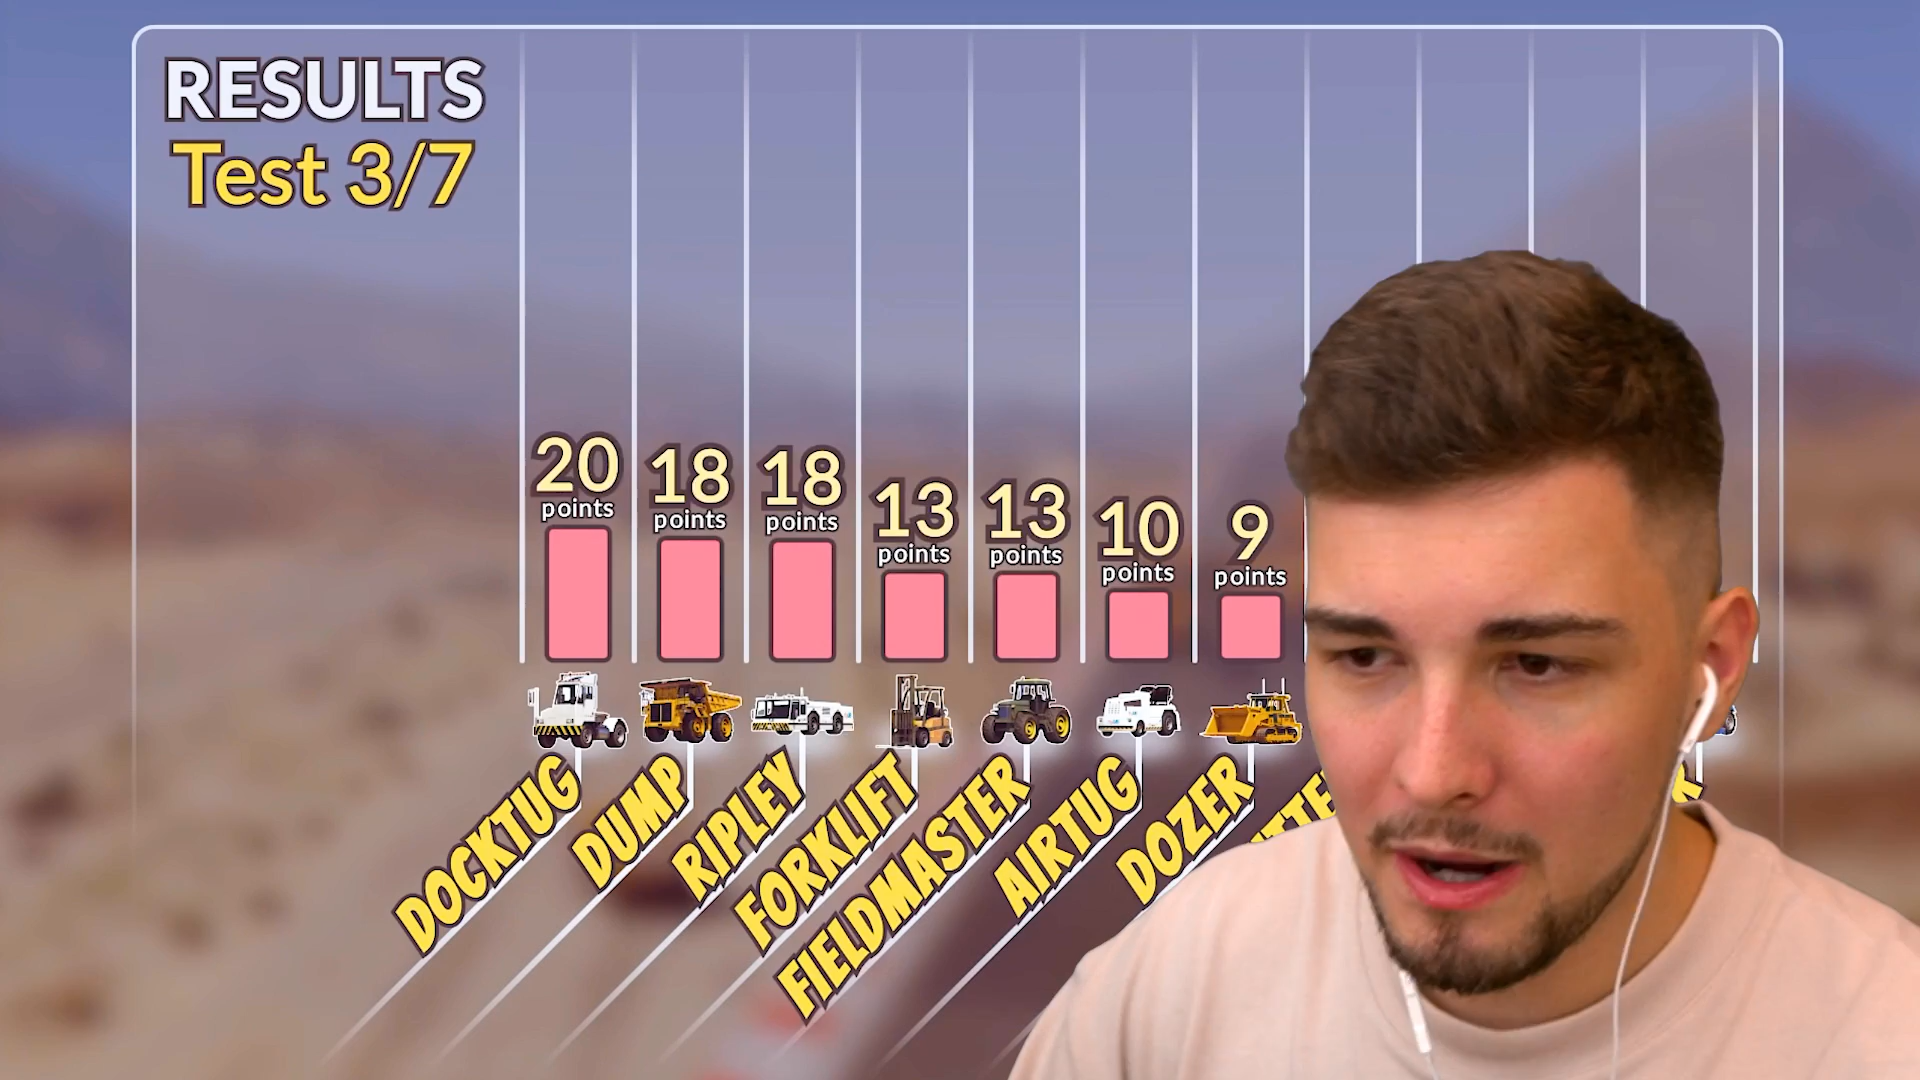 RESULTS
Test 3/7
20
points
18
points
18
points
13
points
13
points
10
points
9
points
DOCKTUG
DUMP
RIPLEY
FORKLIFT
FIELDMASTER
AIRTUG
DOZER